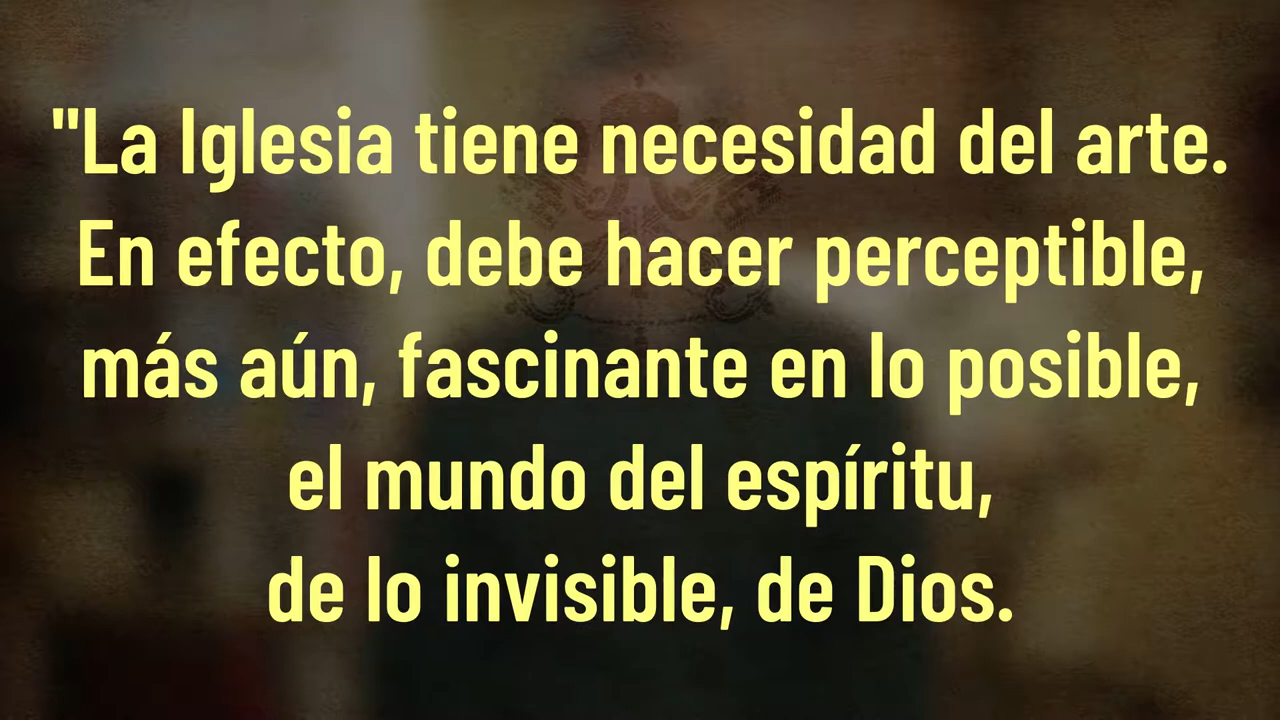 "La Iglesia tiene necesidad del arte.
En efecto, debe hacer perceptible,
más aún, fascinante en lo posible,
el mundo del espíritu,
de lo invisible, de Dios.